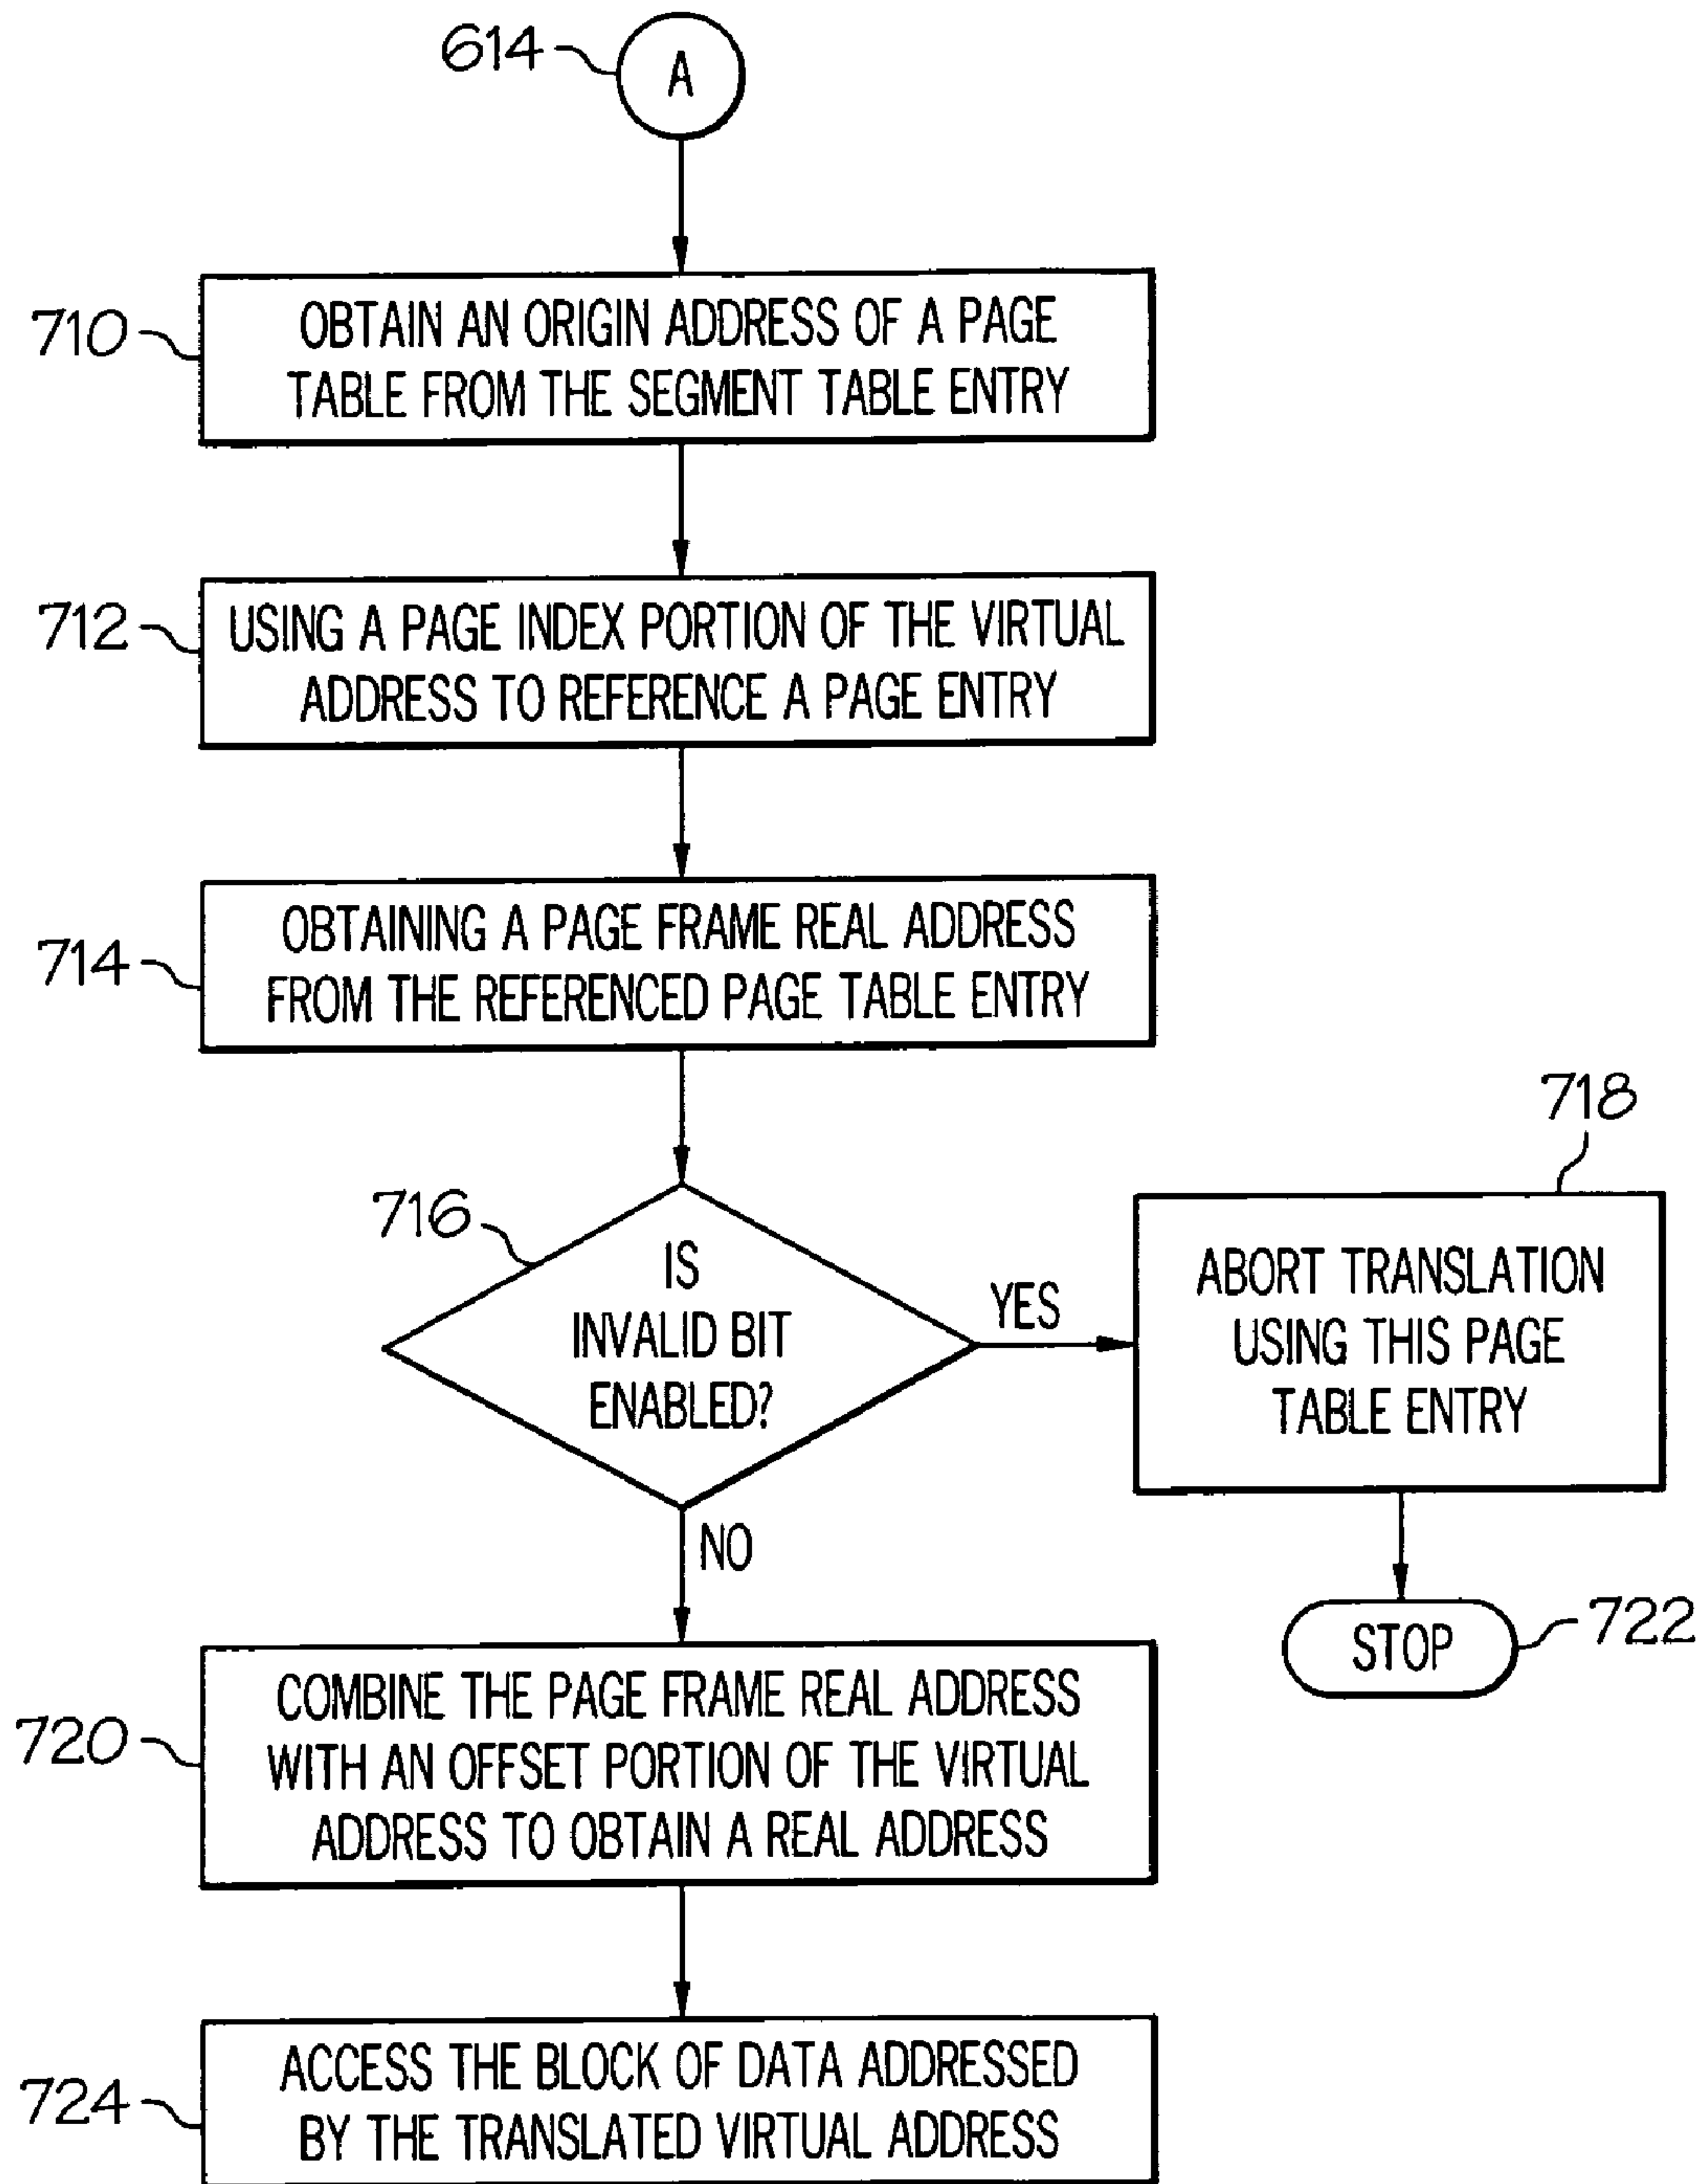 614
A
710
OBTAIN AN ORIGIN ADDRESS OF A PAGE
TABLE FROM THE SEGMENT TABLE ENTRY
712
USING A PAGE INDEX PORTION OF THE VIRTUAL
ADDRESS TO REFERENCE A PAGE ENTRY
714
OBTAINING A PAGE FRAME REAL ADDRESS
FROM THE REFERENCED PAGE TABLE ENTRY
716
IS
INVALID BIT
ENABLED?
YES
718
ABORT TRANSLATION
USING THIS PAGE
TABLE ENTRY
NO
STOP
722
720
COMBINE THE PAGE FRAME REAL ADDRESS
WITH AN OFFSET PORTION OF THE VIRTUAL
ADDRESS TO OBTAIN A REAL ADDRESS
724
ACCESS THE BLOCK OF DATA ADDRESSED
BY THE TRANSLATED VIRTUAL ADDRESS